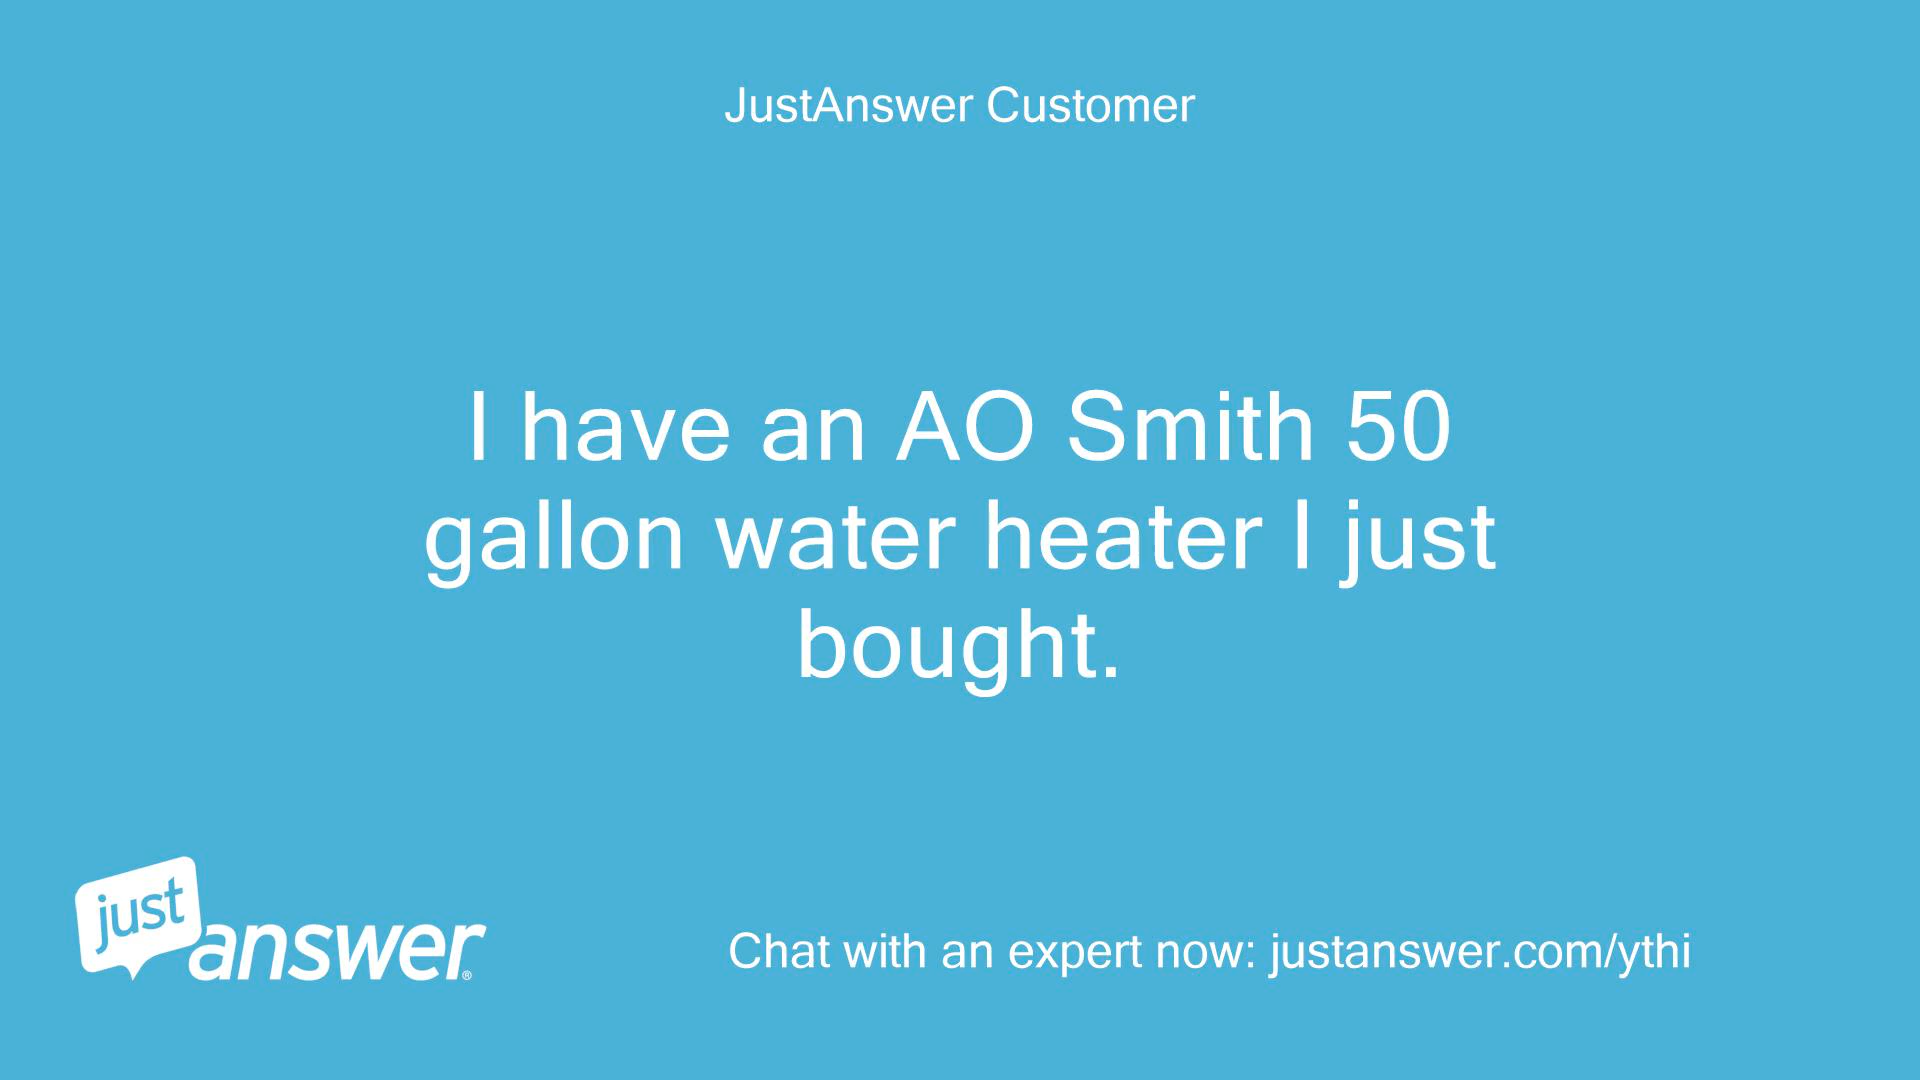 JustAnswer Customer
I have an AO Smith 50
gallon water heater I just
bought.
just
answer®
Chat with an expert now: justanswer.com/ythi